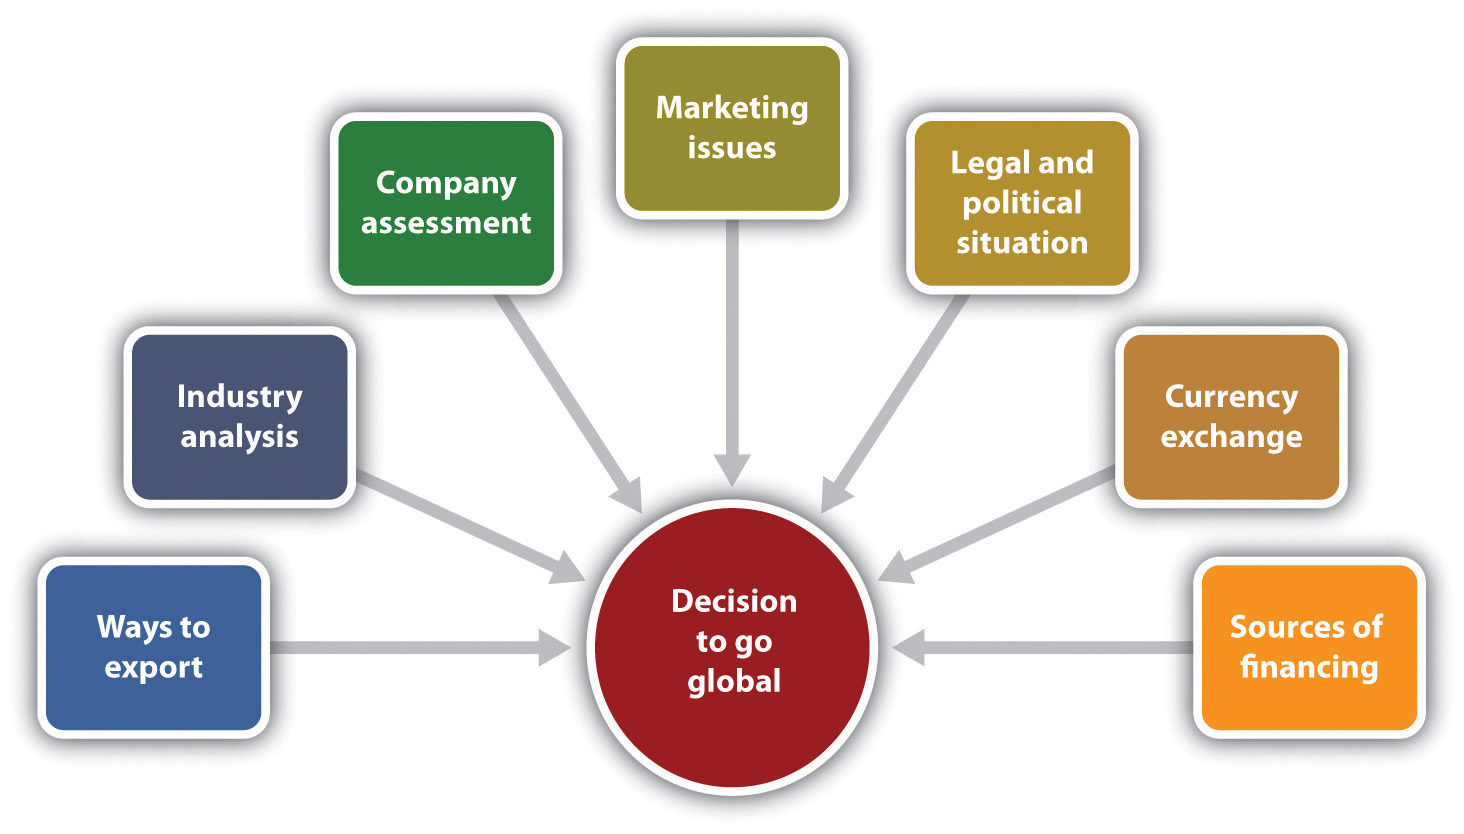 Marketing
issues
Company
assessment
Legal and
political
situation
Industry
analysis
Currency
exchange
Ways to
export
Decision
to go
global
Sources of
financing